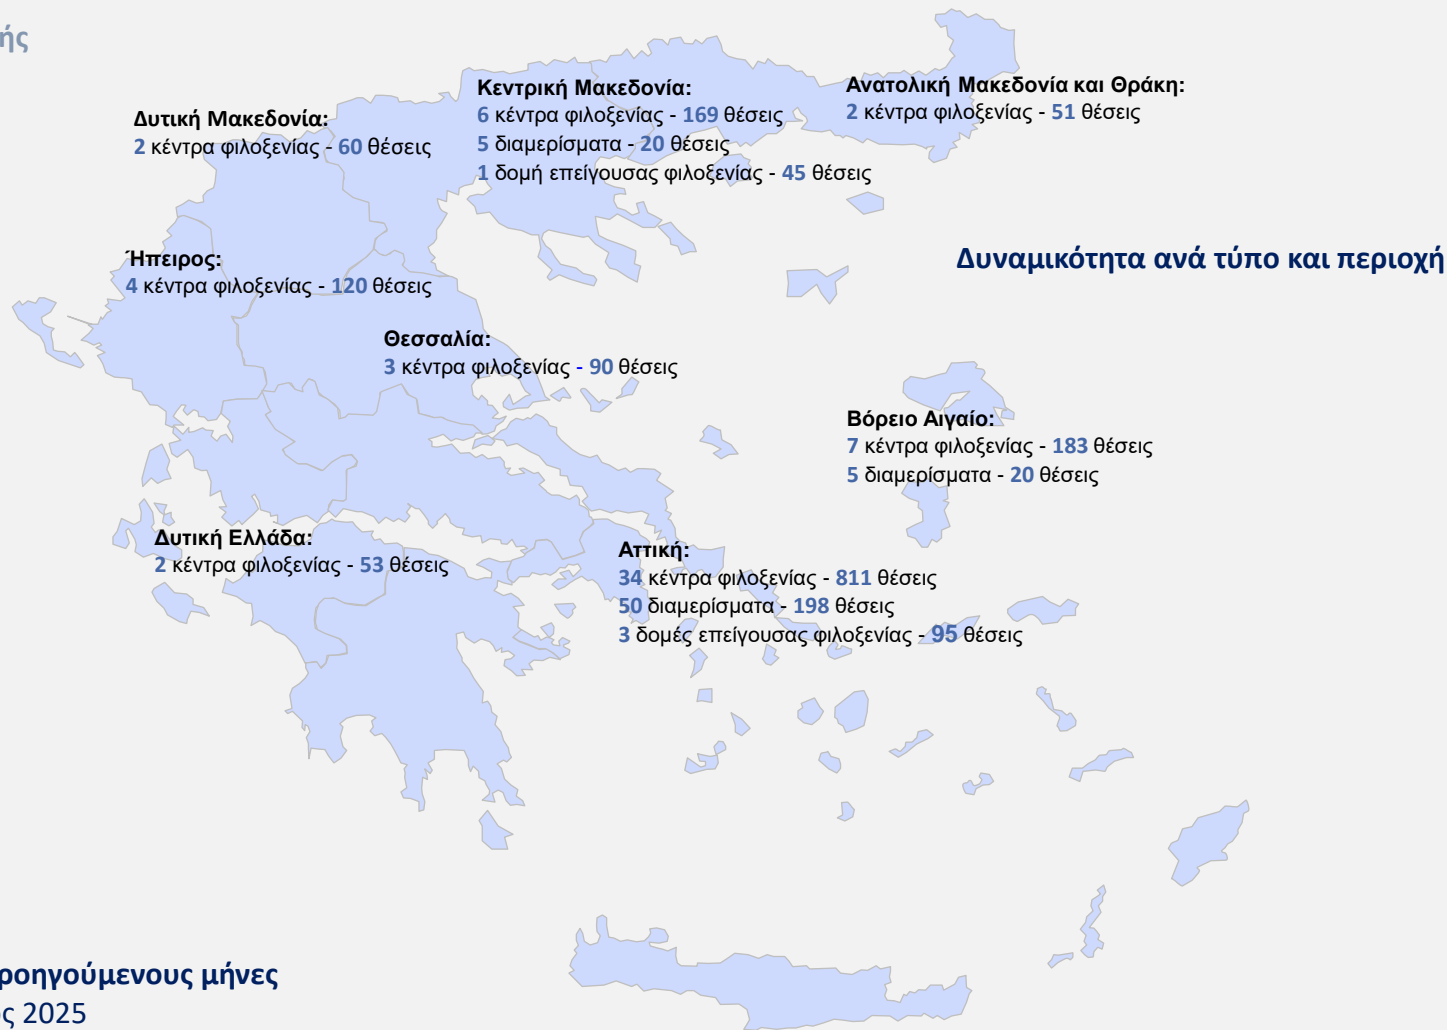 Κεντρική Μακεδονία:
6 κέντρα φιλοξενίας - 169 θέσεις
5 διαμερίσματα - 20 θέσεις
1 δομή επείγουσας φιλοξενίας - 45 θέσεις
Ανατολική Μακεδονία και Θράκη:
2 κέντρα φιλοξενίας - 51 θέσεις
Δυτική Μακεδονία:
2 κέντρα φιλοξενίας - 60 θέσεις
Δυναμικότητα ανά τύπο και περιοχή
Ήπειρος:
4 κέντρα φιλοξενίας - 120 θέσεις
Θεσσαλία:
3 κέντρα φιλοξενίας - 90 θέσεις
Βόρειο Αιγαίο:
7 κέντρα φιλοξενίας - 183 θέσεις
5 διαμερίσματα - 20 θέσεις
Δυτική Ελλάδα:
2 κέντρα φιλοξενίας - 53 θέσεις
Αττική:
34 κέντρα φιλοξενίας - 811 θέσεις
50 διαμερίσματα - 198 θέσεις
3 δομές επείγουσας φιλοξενίας - 95 θέσεις
ροηγούμενους μήνες
ς 2025